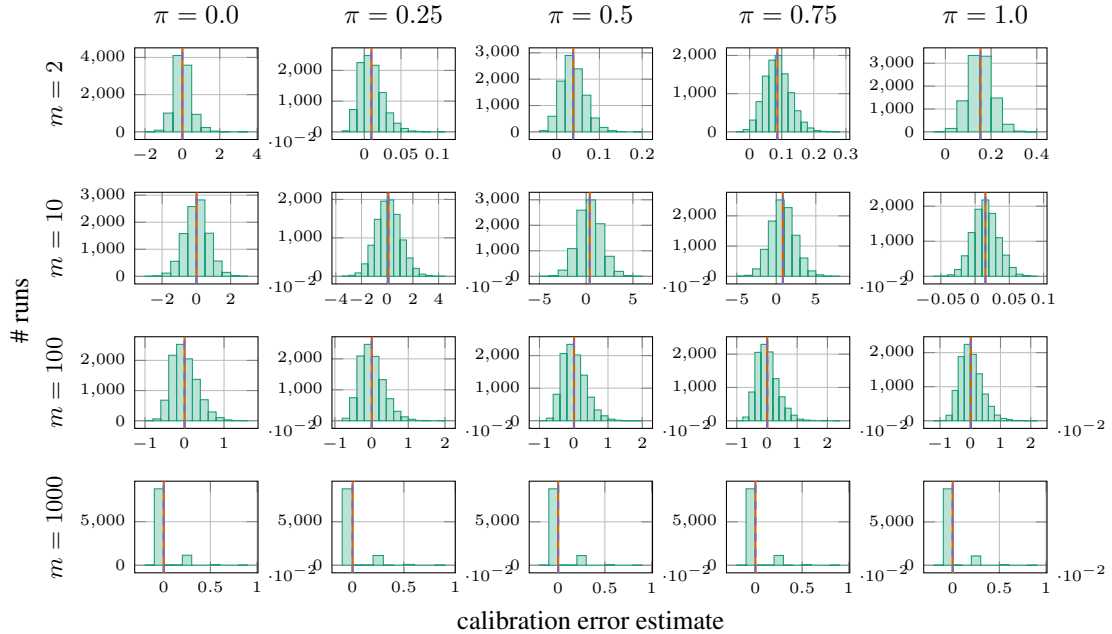 π = 0.0 π = 0.25 π = 0.5 π = 0.75 π = 1.0
m = 2
4,000
2,000
0
−2 0 2 4
·10−2
2,000
0
0 0.05 0.1
3,000
2,000
1,000
0
0 0.1 0.2
2,000
1,000
0
0 0.1 0.2 0.3
3,000
2,000
1,000
0
0 0.2 0.4
m = 10
3,000
2,000
1,000
0
−2 0 2
·10−2
2,000
1,000
0
−4 −2 0 2 4
·10−2
3,000
2,000
1,000
0
−5 0 5
·10−2
2,000
1,000
0
−5 0 5
·10−2
2,000
1,000
0
−0.05 0 0.05 0.1
# runs
m = 100
2,000
1,000
0
−1 0 1
·10−2
2,000
1,000
0
−1 0 1 2
·10−2
2,000
1,000
0
−1 0 1 2
·10−2
2,000
1,000
0
−1 0 1 2
·10−2
2,000
1,000
0
−1 0 1 2
·10−2
m = 1000
5,000
0
0 0.5 1
·10−2
5,000
0
0 0.5 1
·10−2
5,000
0
0 0.5 1
·10−2
5,000
0
0 0.5 1
·10−2
5,000
0
0 0.5 1
·10−2
calibration error estimate